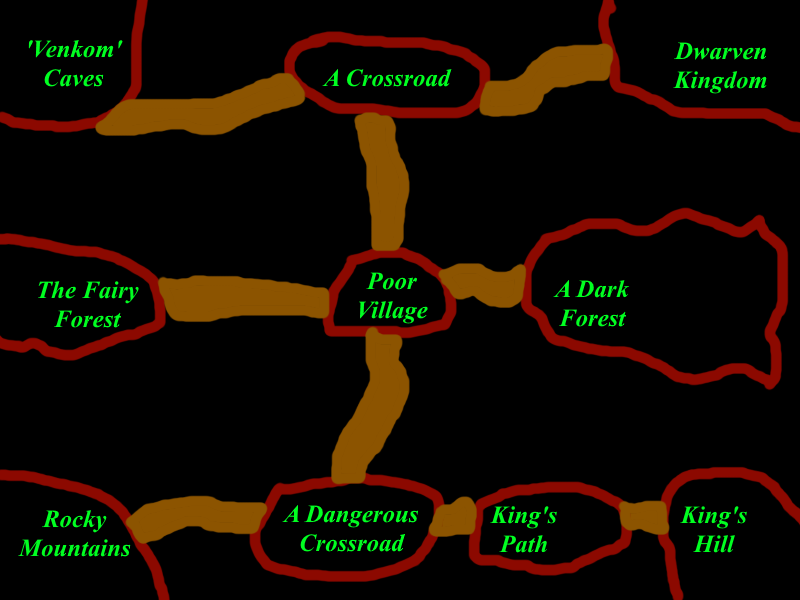 'Venkom'
Caves
A Crossroad
Dwarven
Kingdom
The Fairy
Forest
Poor
Village
A Dark
Forest
Rocky
Mountains
A Dangerous
Crossroad
King's
Path
King's
Hill